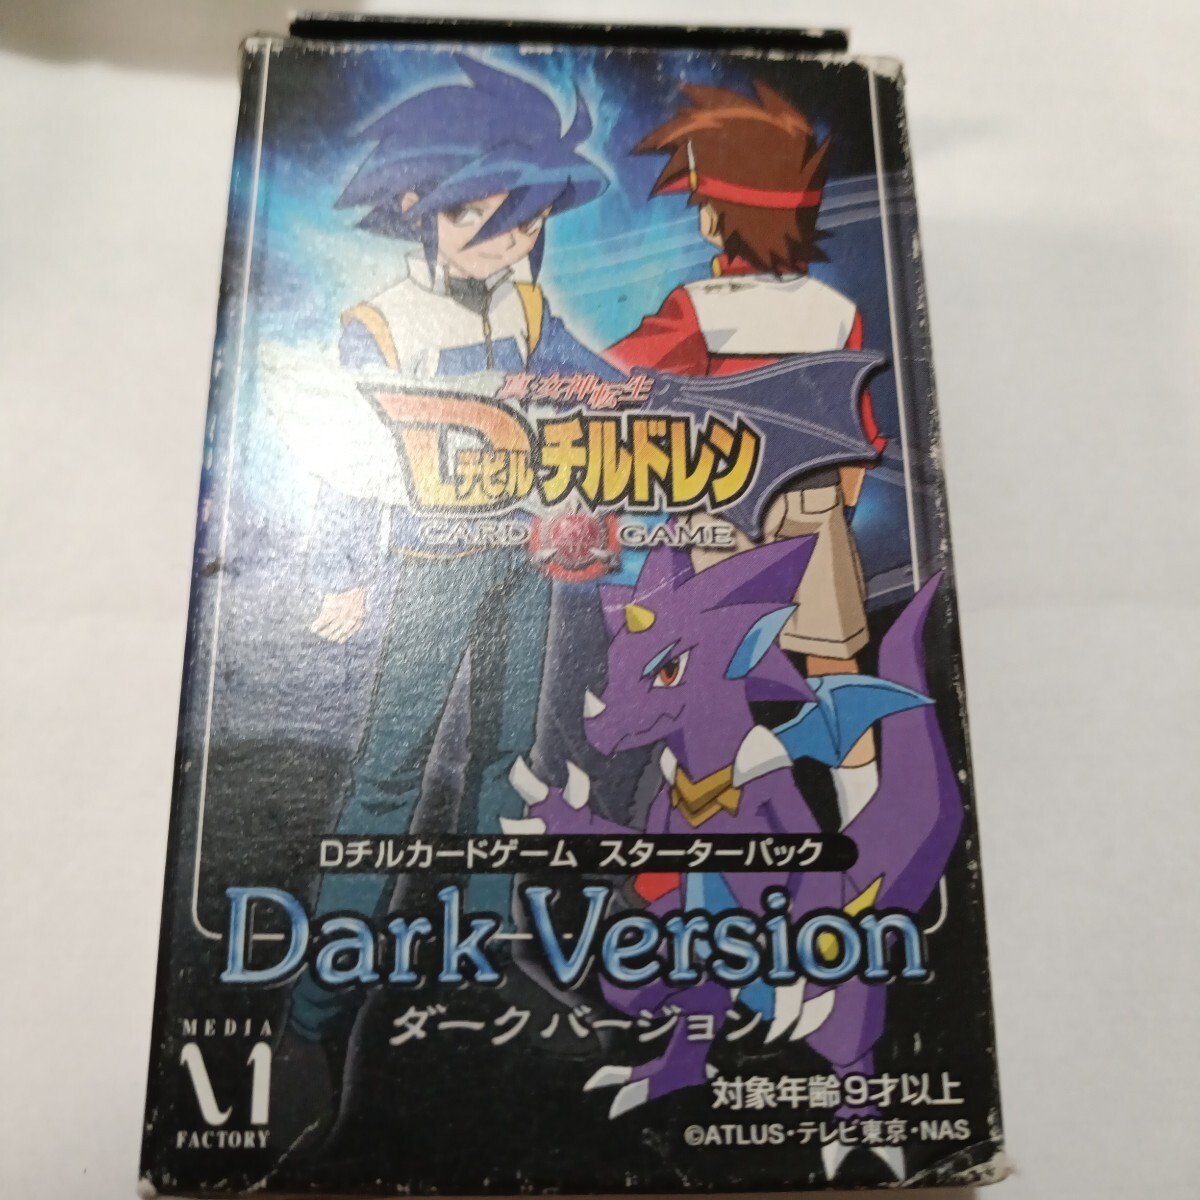 真・女神転生
Dデビルチルドレン
CARD GAME
Dチルカードゲーム スターターパック
Dark Version
ダークバージョン
MEDIA
FACTORY
対象年齢9才以上
©ATLUS・テレビ東京・NAS